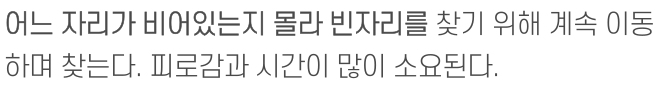 어느 자리가 비어있는지 몰라 빈자리를 찾기 위해 계속 이동
하며 찾는다. 피로감과 시간이 많이 소요된다.